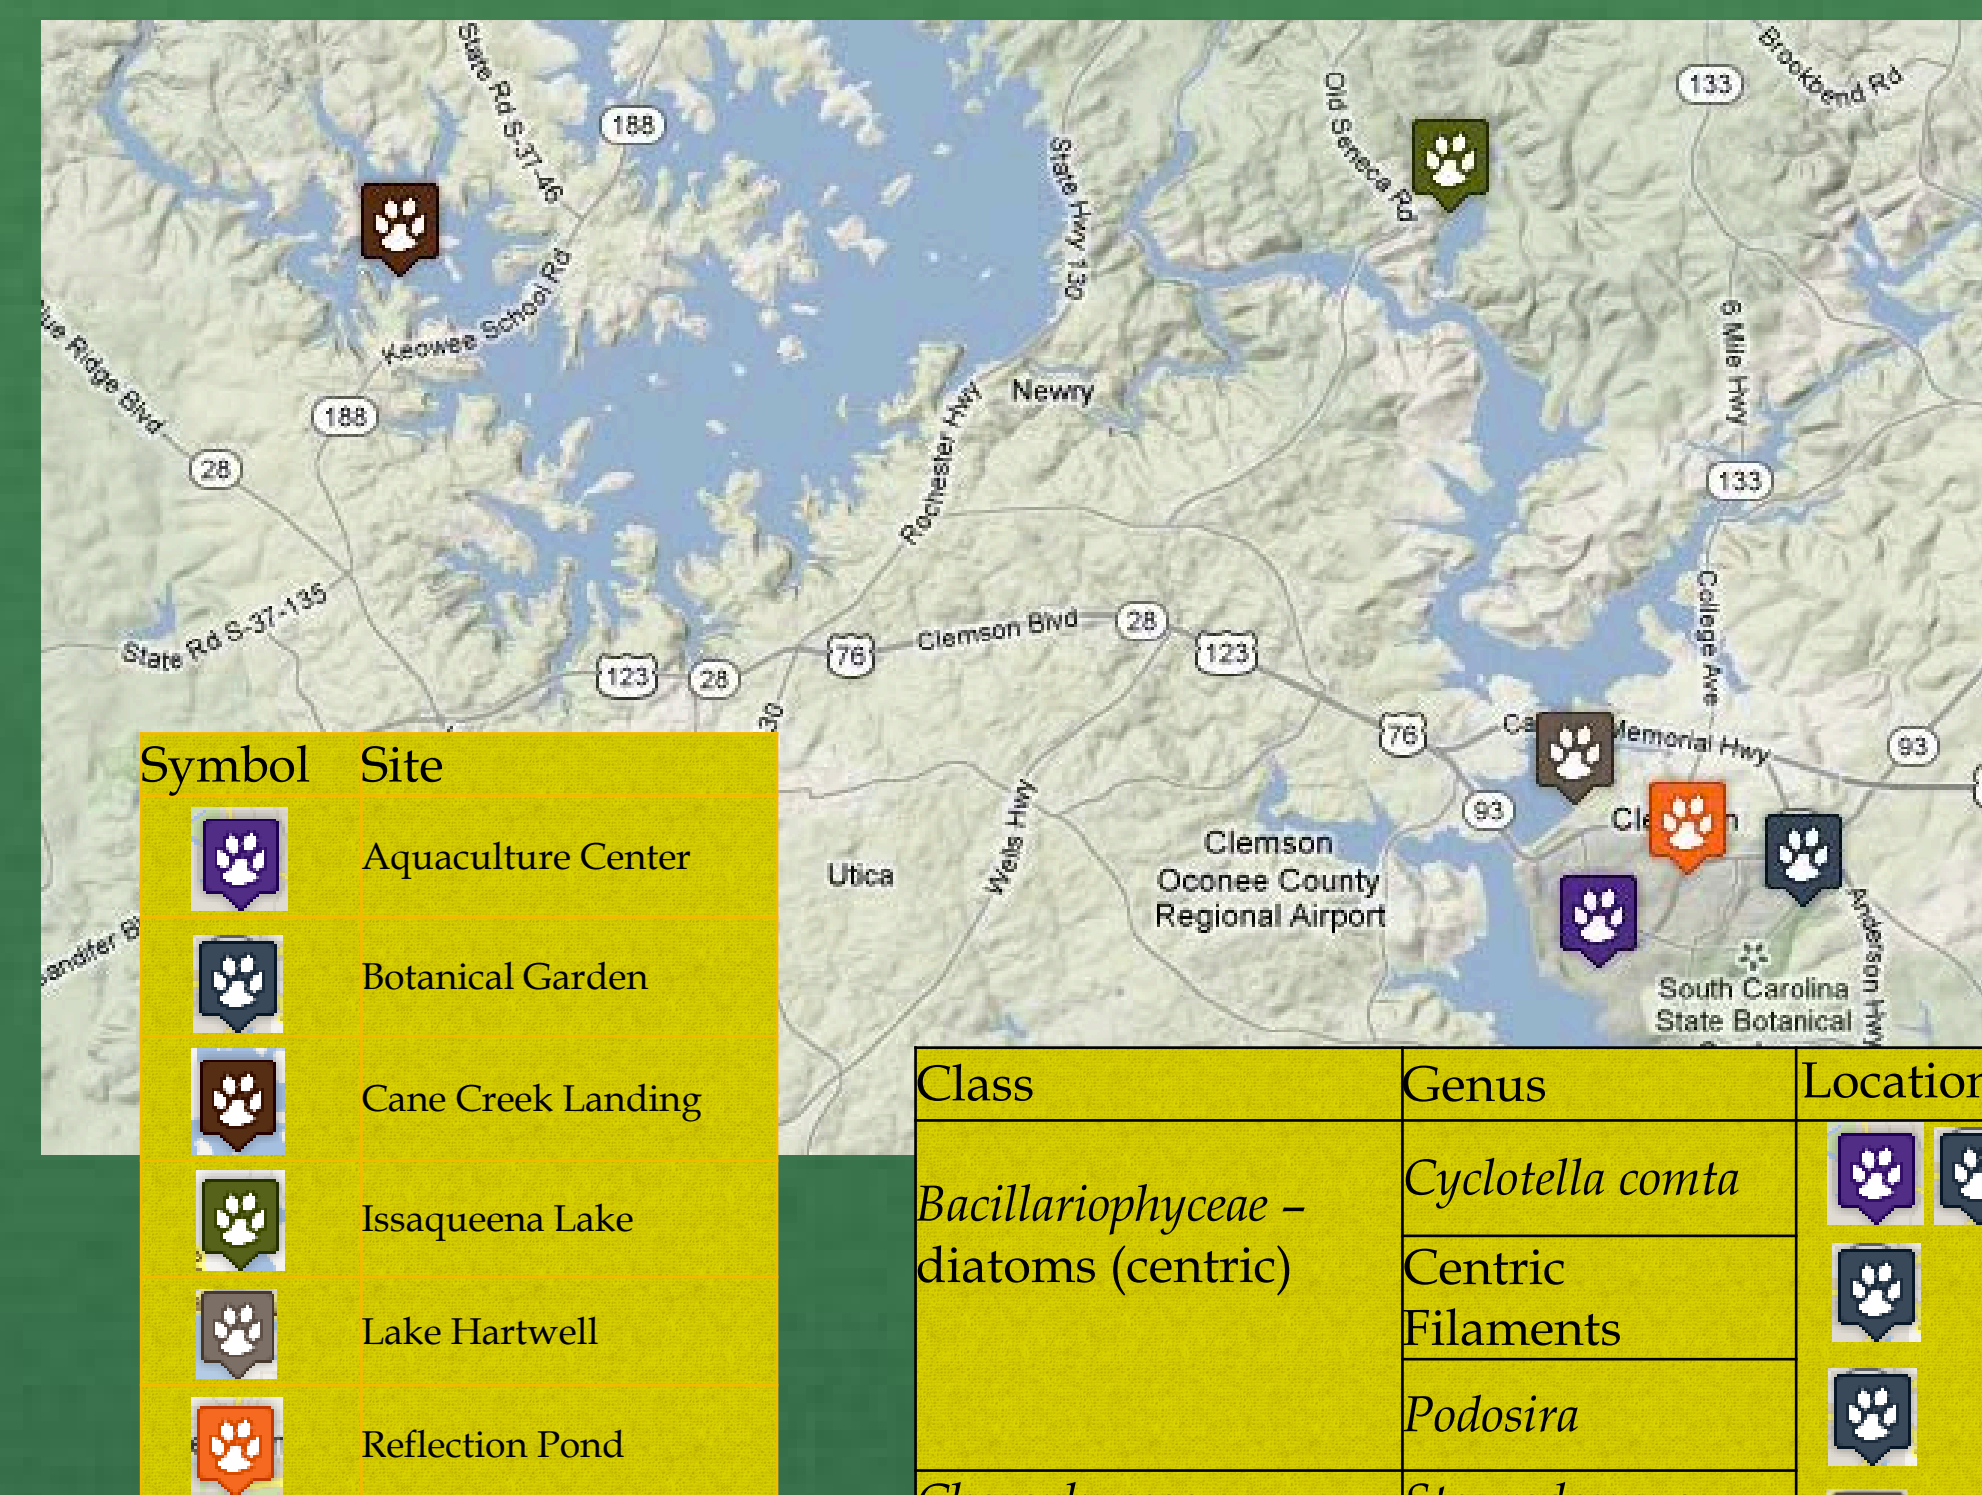 State Rd S-37-46
188
Old Seneca Rd
133
Brookbend Rd
State Hwy 130
Keowee School Rd
6 Mile Hwy
Ridge Blvd
188
Newry
Rochester Hwy
28
133
State Rd S-37-135
College Ave
Clemson Blvd
28
76
123
123
28
30
76
Memorial Hwy
93
93
Wells Hwy
Utica
Clemson
Oconee County
Regional Airport
Anderson Hwy
South Carolina
State Botanical
Symbol Site
Aquaculture Center
Botanical Garden
Cane Creek Landing
Issaqueena Lake
Lake Hartwell
Reflection Pond
Class Genus Location
Bacillariophyceae –
diatoms (centric)
Cyclotella comta
Centric
Filaments
Podosira